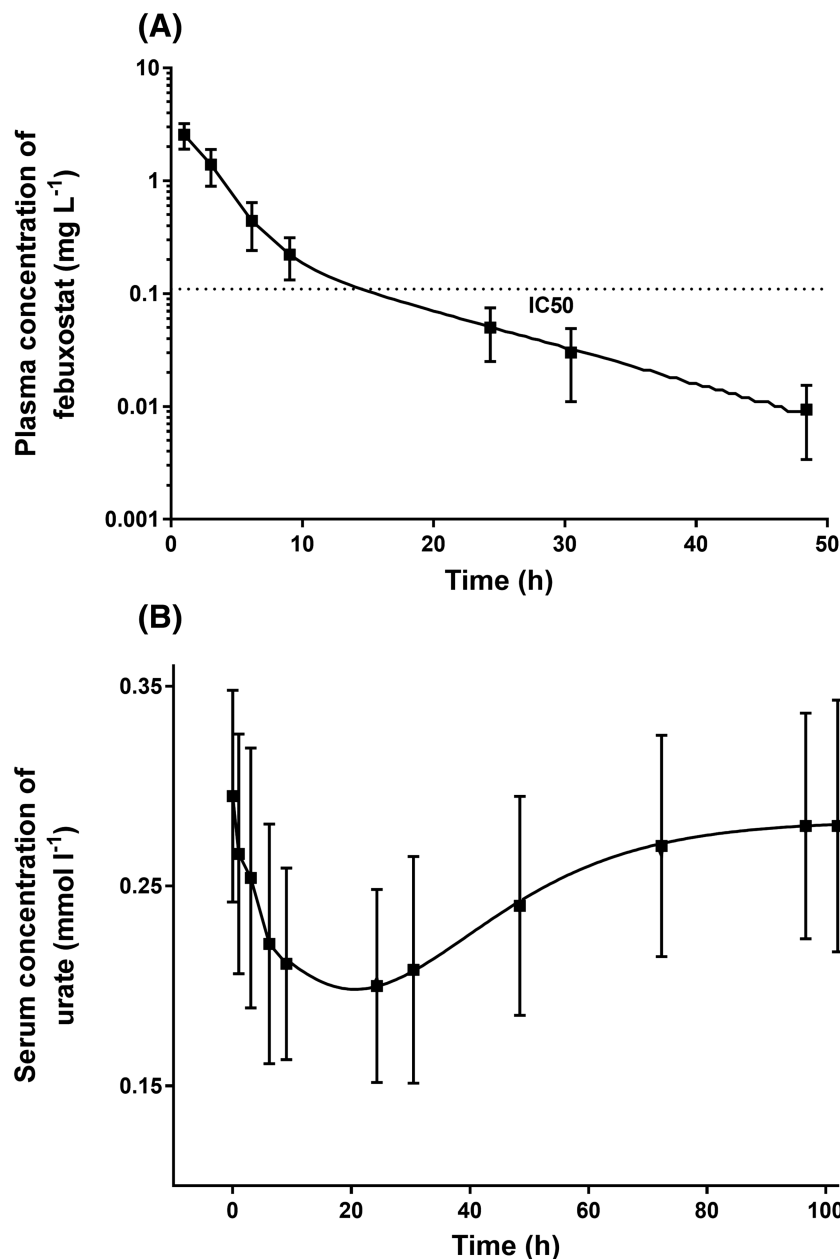 (A)
10
1
0.1
0.01
0.001
Plasma concentration of
febuxostat (mg L-1)
IC50
0 10 20 30 40 50
Time (h)
(B)
0.35
0.25
0.15
Serum concentration of
urate (mmol l-1)
0 20 40 60 80 100
Time (h)